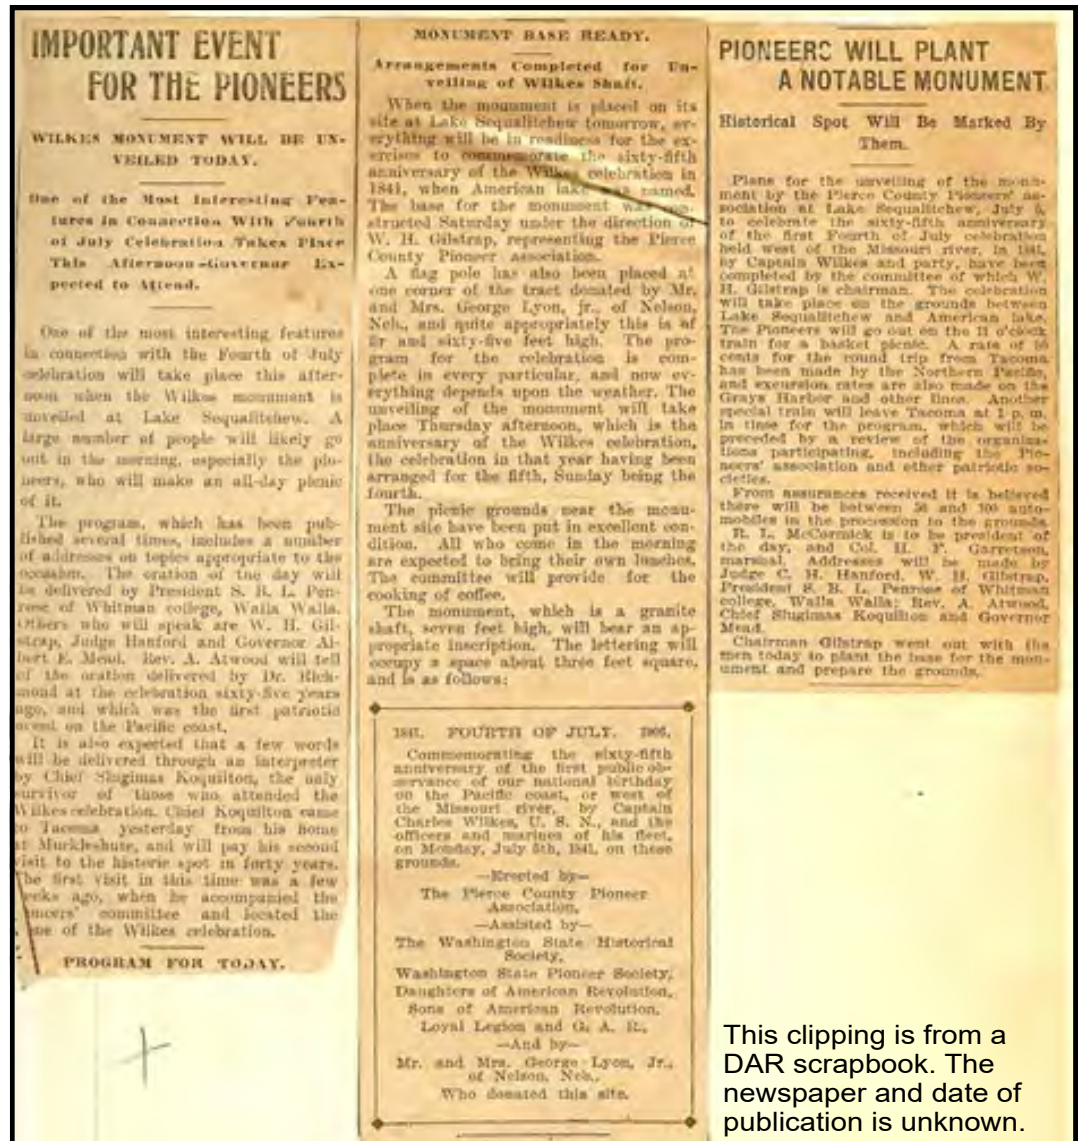 IMPORTANT EVENT
FOR THE PIONEERS
WILKES MONUMENT WILL BE UN-
VEILED TODAY.
One of the Most Interesting Fea-
tures in Connection With Fourth
of July Celebration Takes Place
This Afternoon—Governor Ex-
pected to Attend.
One of the most interesting features
in connection with the Fourth of July
celebration will take place this after-
noon when the Wilkes monument is
unveiled at Lake Sequalitchew. A
large number of people will likely go
out in the morning, especially the pio-
neers, who will make an all-day picnic
of it.
The program, which has been pub-
lished several times, includes a number
of addresses on topics appropriate to the
occasion. The oration of the day will
be delivered by President S. B. L. Pen-
rose of Whitman college, Walla Walla.
Others who will speak are W. H. Gil-
strap, Judge Hanford and Governor Al-
bert E. Mead. Rev. A. Atwood will tell
of the oration delivered by Dr. Rich-
mond at the celebration sixty-five years
ago, and which was the first patriotic
event on the Pacific coast.
It is also expected that a few words
will be delivered through an interpreter
by Chief Slugimas Koquilton, the only
survivor of those who attended the
Wilkes celebration. Chief Koquilton came
to Tacoma yesterday from his home
at Muckleshute, and will pay his second
visit to the historic spot in forty years.
The first visit in this time was a few
weeks ago, when he accompanied the
committee and located the
of the Wilkes celebration.
PROGRAM FOR TODAY.
MONUMENT BASE READY.
Arrangements Completed for Un-
veiling of Wilkes Shaft.
When the monument is placed on its
site at Lake Sequalitchew tomorrow, ev-
erything will be in readiness for the ex-
ercises to commemorate the sixty-fifth
anniversary of the Wilkes celebration in
1841, when American lake was named.
The base for the monument was con-
structed Saturday under the direction of
W. H. Gilstrap, representing the Pierce
County Pioneer association.
A flag pole has also been placed at
one corner of the tract donated by Mr.
and Mrs. George Lyon, jr., of Nelson,
Neb., and quite appropriately this is of
fir and sixty-five feet high. The pro-
gram for the celebration is com-
plete in every particular, and now ev-
erything depends upon the weather. The
unveiling of the monument will take
place Thursday afternoon, which is the
anniversary of the Wilkes celebration,
the celebration in that year having been
arranged for the fifth, Sunday being the
fourth.
The picnic grounds near the monu-
ment site have been put in excellent con-
dition. All who come in the morning
are expected to bring their own lunches.
The committee will provide for the
cooking of coffee.
The monument, which is a granite
shaft, seven feet high, will bear an ap-
propriate inscription. The lettering will
occupy a space about three feet square,
and is as follows:
1841. FOURTH OF JULY. 1906.
Commemorating the sixty-fifth
anniversary of the first public ob-
servance of our national birthday
on the Pacific coast, or west of
the Missouri river, by Captain
Charles Wilkes, U. S. N., and the
officers and marines of his fleet,
on Monday, July 5th, 1841, on these
grounds.
—Erected by—
The Pierce County Pioneer
Association,
—Assisted by—
The Washington State Historical
Society,
Washington State Pioneer Society,
Daughters of American Revolution,
Sons of American Revolution,
Loyal Legion and G. A. R.,
—And by—
Mr. and Mrs. George Lyon, Jr.,
of Nelson, Neb.,
Who donated this site.
PIONEERS WILL PLANT
A NOTABLE MONUMENT
Historical Spot Will Be Marked By
Them.
Plans for the unveiling of the monu-
ment by the Pierce County Pioneers' as-
sociation at Lake Sequalitchew, July 5,
to celebrate the sixty-fifth anniversary
of the first Fourth of July celebration
held west of the Missouri river, in 1841,
by Captain Wilkes and party, have been
completed by the committee of which W.
H. Gilstrap is chairman. The celebration
will take place on the grounds between
Lake Sequalitchew and American lake.
The Pioneers will go out on the 11 o'clock
train for a basket picnic. A rate of
cents for the round trip from Tacoma
has been made by the Northern Pacific,
and excursion rates are also made on the
Grays Harbor and other lines. Another
special train will leave Tacoma at 1 p. m.
in time for the program, which will be
preceded by a review of the organiza-
tions participating, including the Pio-
neers' association and other patriotic so-
cieties.
From assurances received it is believed
there will be between 50 and 100 auto-
mobiles in the procession to the grounds.
R. L. McCormick is to be president of
the day, and Col. H. F. Garretson,
marshal. Addresses will be made by
Judge C. H. Hanford, W. H. Gilstrap,
President S. B. L. Penrose of Whitman
college, Walla Walla; Rev. A. Atwood,
Chief Slugimas Koquilton and Governor
Mead.
Chairman Gilstrap went out with the
men today to plant the base for the mon-
ument and prepare the grounds.
This clipping is from a
DAR scrapbook. The
newspaper and date of
publication is unknown.